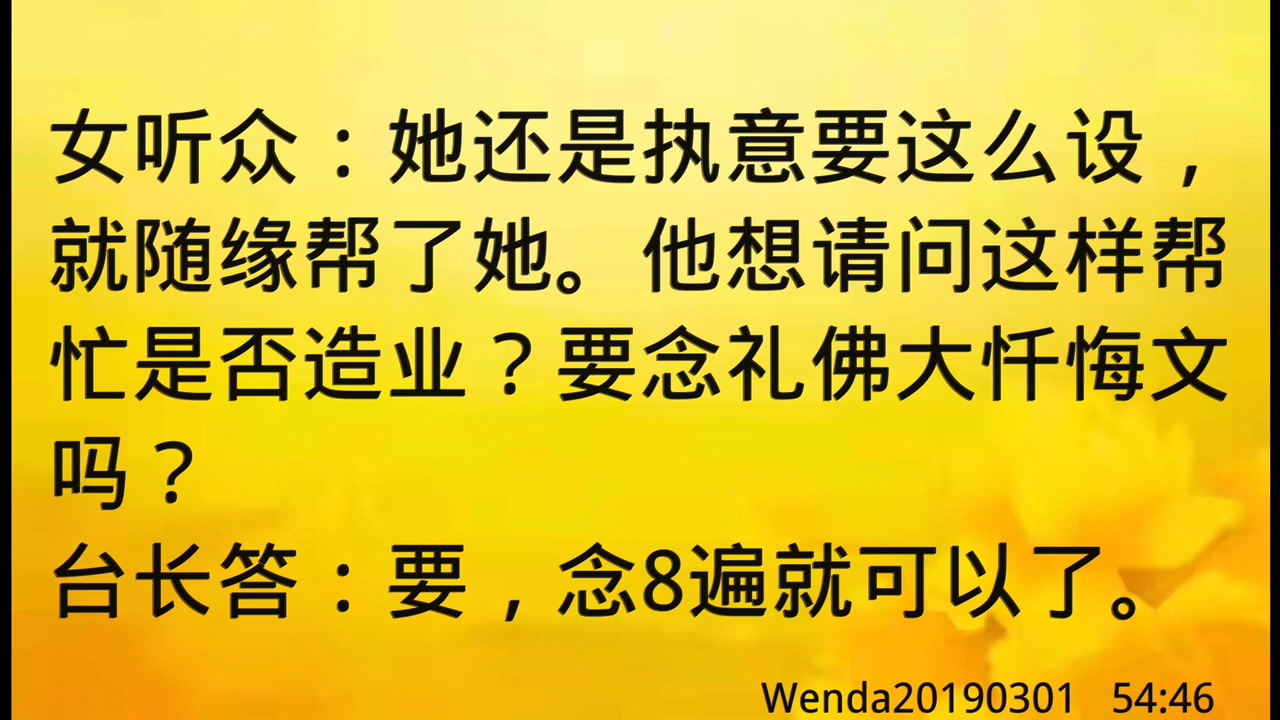 女听众：她还是执意要这么设，
就随缘帮了她。他想请问这样帮
忙是否造业？要念礼佛大忏悔文
吗？
台长答：要，念8遍就可以了。
Wenda20190301 54:46